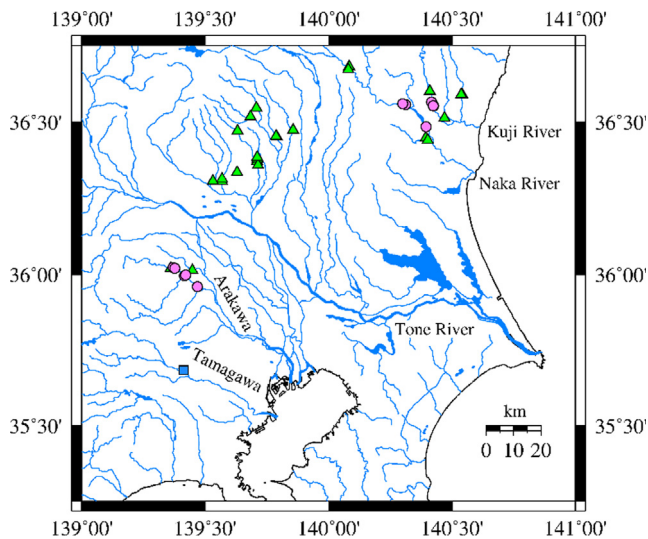 139°00' 139°30' 140°00' 140°30' 141°00'
36°30' 36°30'
Kuji River
Naka River
36°00' 36°00'
Arakawa
Tone River
Tamagawa
km
35°30' 35°30'
0 10 20
139°00' 139°30' 140°00' 140°30' 141°00'